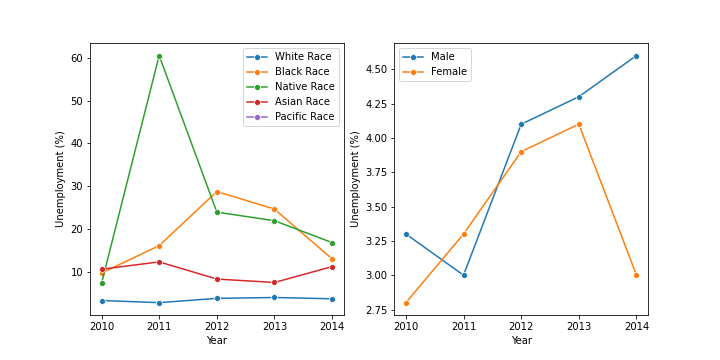 60
50
40
30
20
10
Unemployment (%)
2010 2011 2012 2013 2014
Year
White Race
Black Race
Native Race
Asian Race
Pacific Race
4.50
4.25
4.00
3.75
3.50
3.25
3.00
2.75
Unemployment (%)
2010 2011 2012 2013 2014
Year
Male
Female